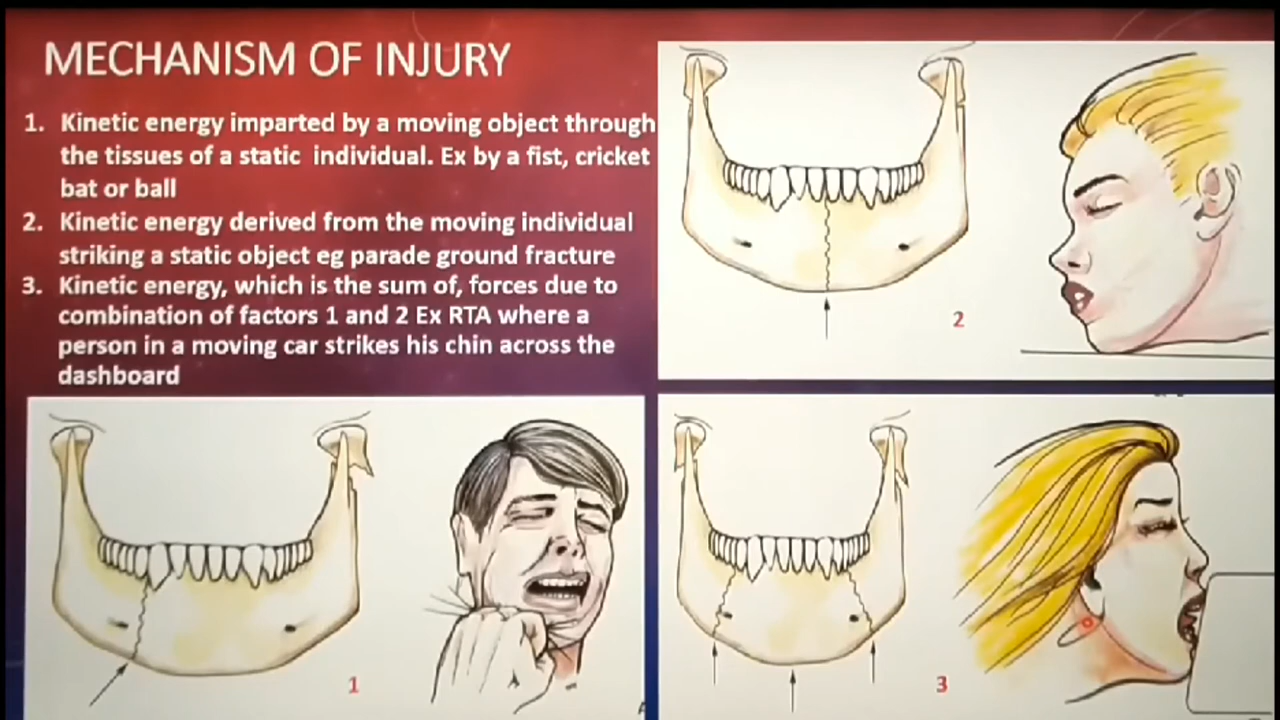 MECHANISM OF INJURY
1. Kinetic energy imparted by a moving object through
the tissues of a static individual. Ex by a fist, cricket
bat or ball
2. Kinetic energy derived from the moving individual
striking a static object eg parade ground fracture
3. Kinetic energy, which is the sum of, forces due to
combination of factors 1 and 2 Ex RTA where a
person in a moving car strikes his chin across the
dashboard
2
1
3